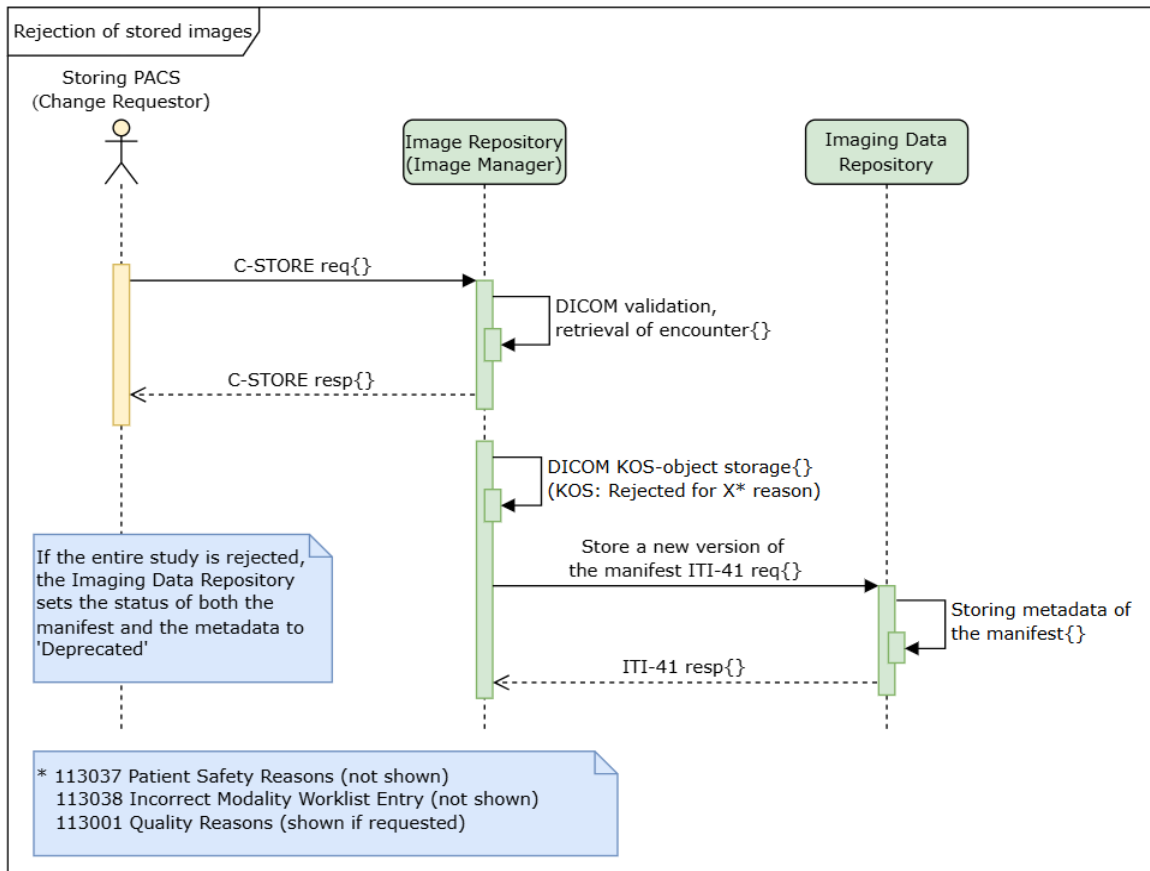 Rejection of stored images
Storing PACS
(Change Requestor)
Image Repository
(Image Manager)
Imaging Data
Repository
C-STORE req{}
DICOM validation,
retrieval of encounter{}
C-STORE resp{}
DICOM KOS-object storage{}
(KOS: Rejected for X* reason)
Store a new version of
the manifest ITI-41 req{}
Storing metadata of
the manifest{}
ITI-41 resp{}
If the entire study is rejected,
the Imaging Data Repository
sets the status of both the
manifest and the metadata to
'Deprecated'
* 113037 Patient Safety Reasons (not shown)
113038 Incorrect Modality Worklist Entry (not shown)
113001 Quality Reasons (shown if requested)